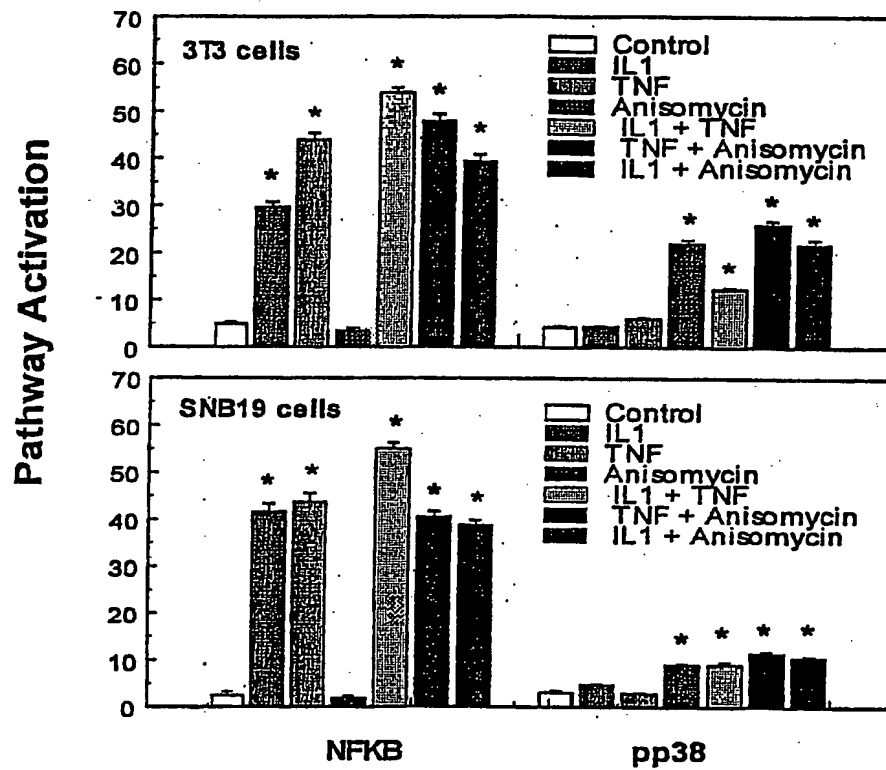 Pathway Activation
70
60
50
40
30
20
10
0
3T3 cells
* * * * * * * * *
Control
IL1
TNF
Anisomycin
IL1 + TNF
TNF + Anisomycin
IL1 + Anisomycin
70
60
50
40
30
20
10
0
SNB19 cells
* * * * * * * * *
Control
IL1
TNF
Anisomycin
IL1 + TNF
TNF + Anisomycin
IL1 + Anisomycin
NFKB
pp38